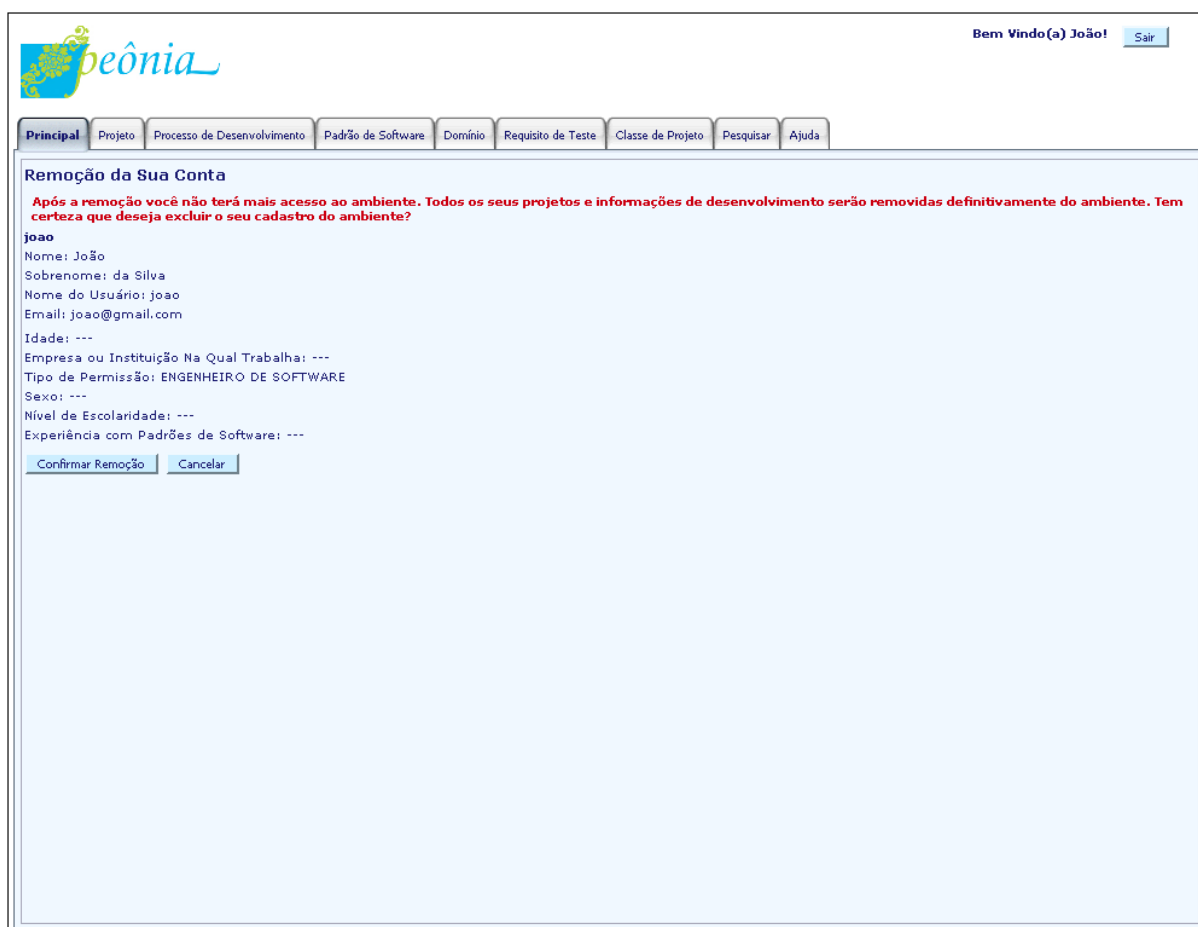 peônia
Bem Vindo(a) João!
Sair
Principal
Projeto
Processo de Desenvolvimento
Padrão de Software
Domínio
Requisito de Teste
Classe de Projeto
Pesquisar
Ajuda
Remoção da Sua Conta
Após a remoção você não terá mais acesso ao ambiente. Todos os seus projetos e informações de desenvolvimento serão removidas definitivamente do ambiente. Tem
certeza que deseja excluir o seu cadastro do ambiente?
joao
Nome: João
Sobrenome: da Silva
Nome do Usuário: joao
Email: joao@gmail.com
Idade: ---
Empresa ou Instituição Na Qual Trabalha: ---
Tipo de Permissão: ENGENHEIRO DE SOFTWARE
Sexo: ---
Nível de Escolaridade: ---
Experiência com Padrões de Software: ---
Confirmar Remoção
Cancelar